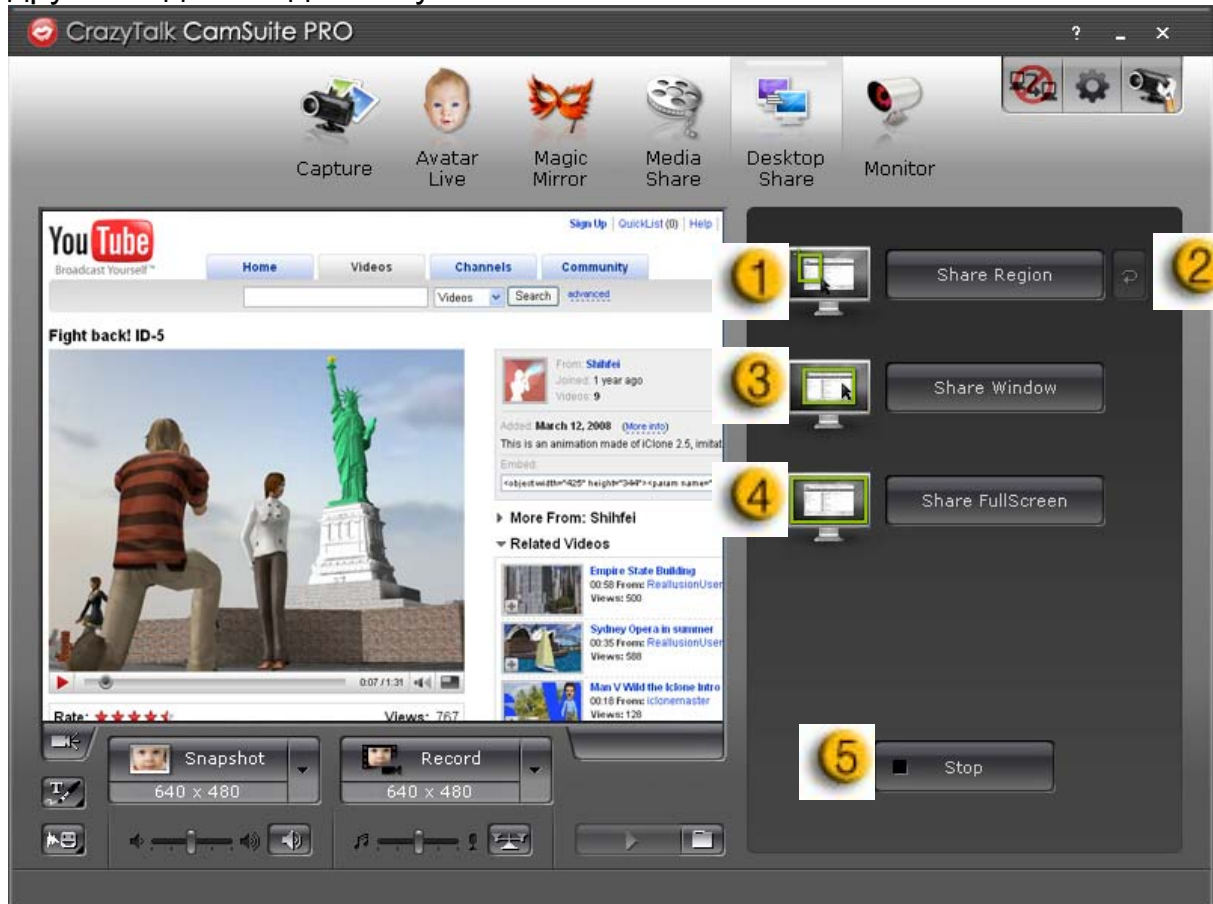 CrazyTalk CamSuite PRO
?
Capture
Avatar Live
Magic Mirror
Media Share
Desktop Share
Monitor
You Tube
Broadcast Yourself™
Sign Up | QuickList (0) | Help |
Home Videos Channels Community
Videos Search advanced
Fight back! ID-5
From: Shihfei
Joined: 1 year ago
Videos: 9
Added: March 12, 2008 (More info)
This is an animation made of iClone 2.5, imitat
Embed:
<object width="425" height="344"><param name="
More From: Shihfei
Related Videos
Empire State Building
00:58 From: ReallusionUser
Views: 500
Sydney Opera in summer
00:35 From: ReallusionUser
Views: 588
Man V Wild the Iclone Intro
00:18 From: iclonemaster
Views: 128
0:07 / 1:31
Rate:
Views: 767
1
Share Region
2
3
Share Window
4
Share FullScreen
5
Stop
Snapshot
640 x 480
Record
640 x 480
T